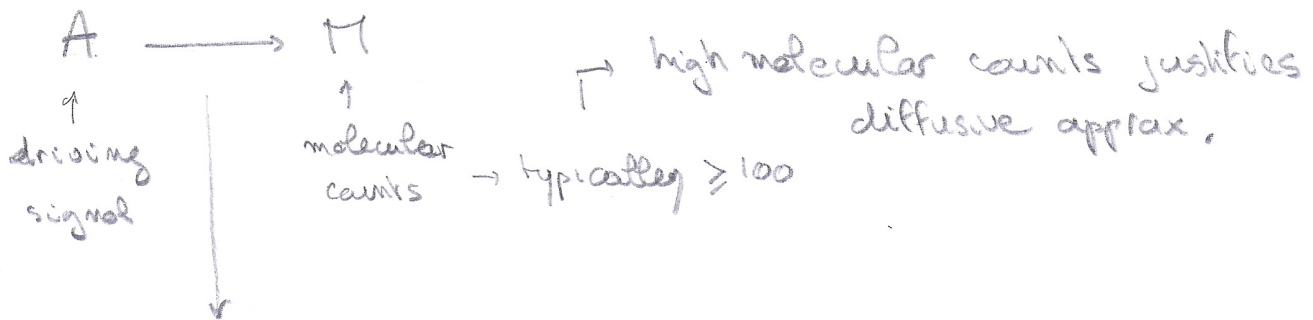 A → M
↱ high molecular counts justifies
diffusive approx.
↑ ↑
driving
signal
molecular
counts → typically ≥ 100